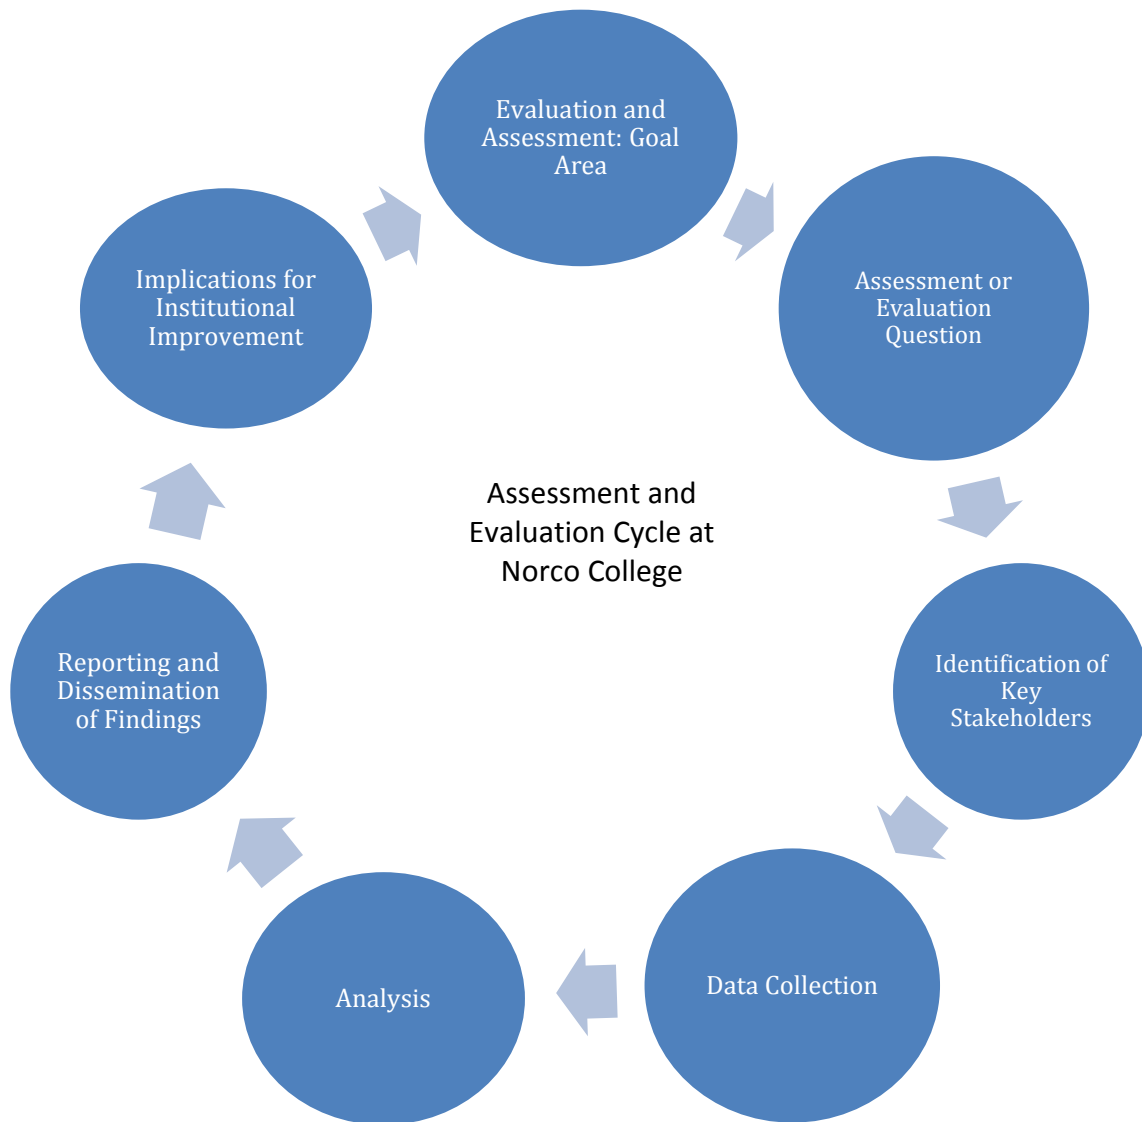 Evaluation and
Assessment: Goal
Area
Assessment or
Evaluation
Question
Identification of
Key
Stakeholders
Data Collection
Analysis
Reporting and
Dissemination
of Findings
Implications for
Institutional
Improvement
Assessment and
Evaluation Cycle at
Norco College